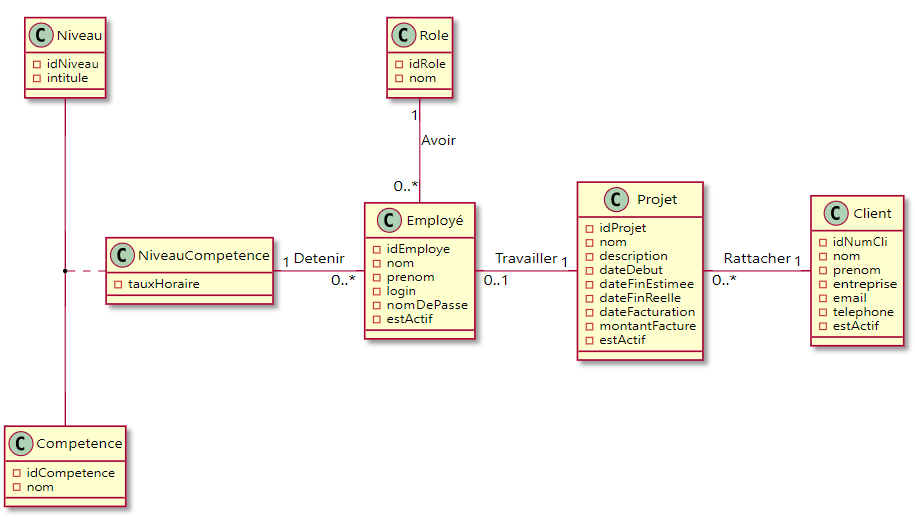 C Niveau
idNiveau
intitule
C Role
idRole
nom
1
Avoir
0..*
C NiveauCompetence
tauxHoraire
1 Detenir
0..*
C Employé
idEmploye
nom
prenom
login
nomDePasse
estActif
Travailler 1
0..1
C Projet
idProjet
nom
description
dateDebut
dateFinEstimee
dateFinReelle
dateFacturation
montantFacture
estActif
Rattacher 1
0..*
C Client
idNumCli
nom
prenom
entreprise
email
telephone
estActif
C Competence
idCompetence
nom